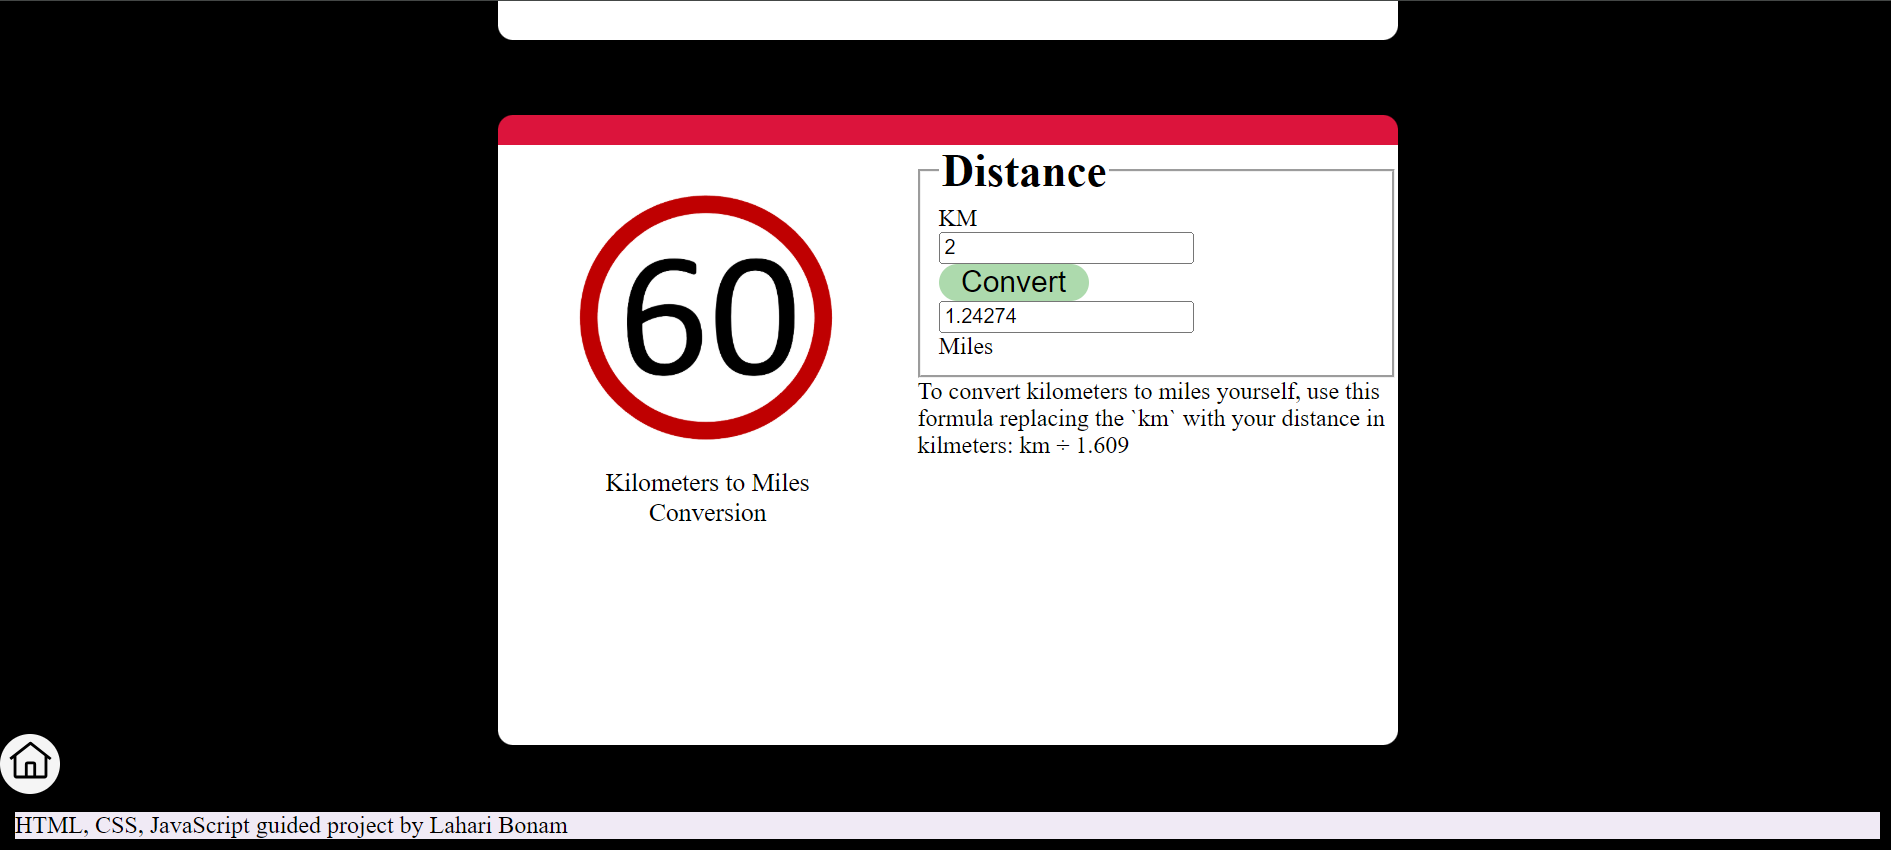 60
Kilometers to Miles
Conversion
Distance
KM
2
Convert
1.24274
Miles
To convert kilometers to miles yourself, use this
formula replacing the `km` with your distance in
kilmeters: km ÷ 1.609
HTML, CSS, JavaScript guided project by Lahari Bonam